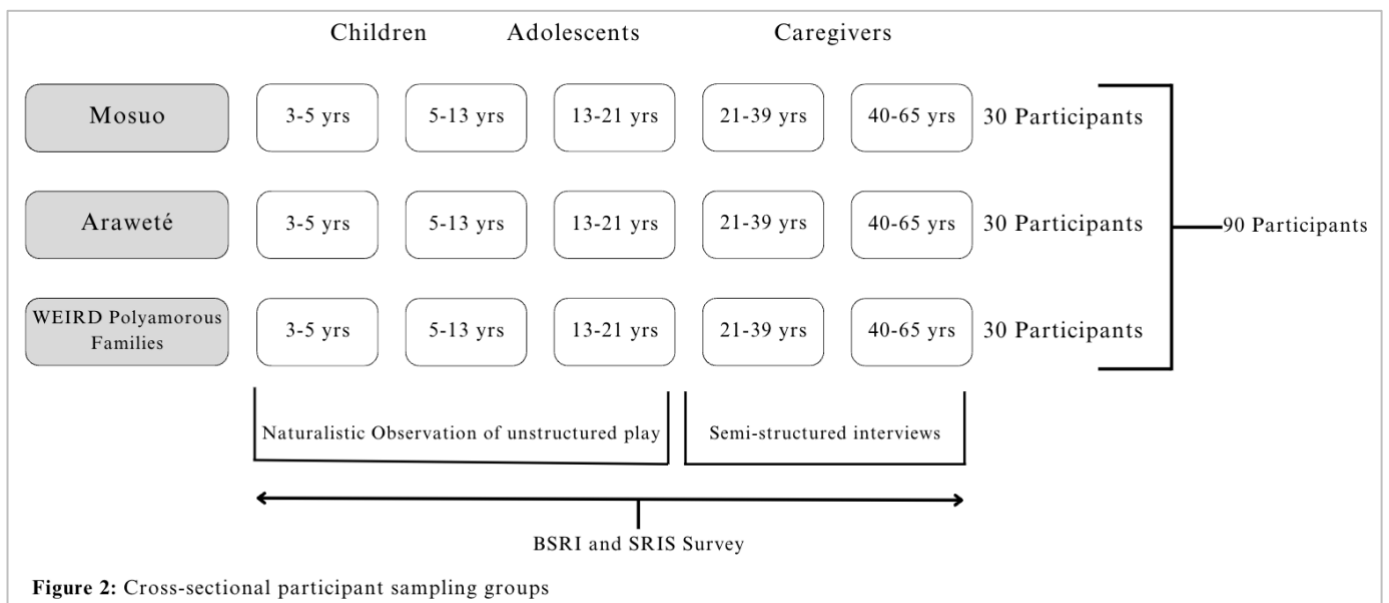 Children Adolescents Caregivers
Mosuo 3-5 yrs 5-13 yrs 13-21 yrs 21-39 yrs 40-65 yrs 30 Participants
Araweté 3-5 yrs 5-13 yrs 13-21 yrs 21-39 yrs 40-65 yrs 30 Participants
90 Participants
WEIRD Polyamorous
Families
3-5 yrs 5-13 yrs 13-21 yrs 21-39 yrs 40-65 yrs 30 Participants
Naturalistic Observation of unstructured play
Semi-structured interviews
BSRI and SRIS Survey
Figure 2: Cross-sectional participant sampling groups